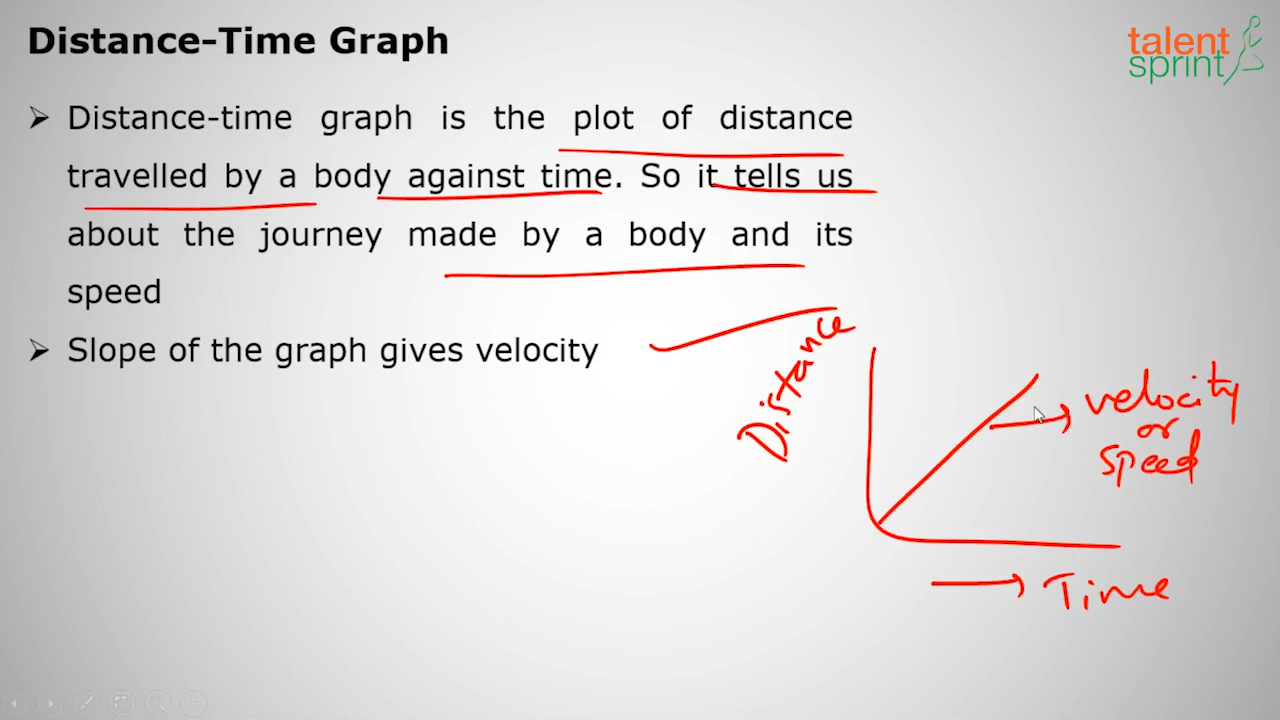 Distance-Time Graph
talent
sprint
➢ Distance-time graph is the plot of distance
travelled by a body against time. So it tells us
about the journey made by a body and its
speed
➢ Slope of the graph gives velocity
Distance
velocity
or
speed
Time